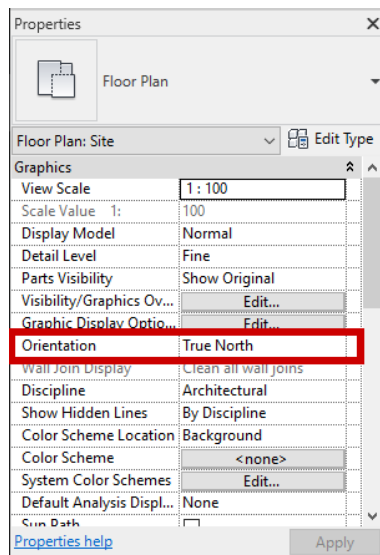 Properties
Floor Plan
Floor Plan: Site Edit Type
Graphics
View Scale 1 : 100
Scale Value 1: 100
Display Model Normal
Detail Level Fine
Parts Visibility Show Original
Visibility/Graphics Ov... Edit...
Graphic Display Optio... Edit...
Orientation True North
Wall Join Display Clean all wall joins
Discipline Architectural
Show Hidden Lines By Discipline
Color Scheme Location Background
Color Scheme <none>
System Color Schemes Edit...
Default Analysis Displ... None
Sun Path
Properties help Apply